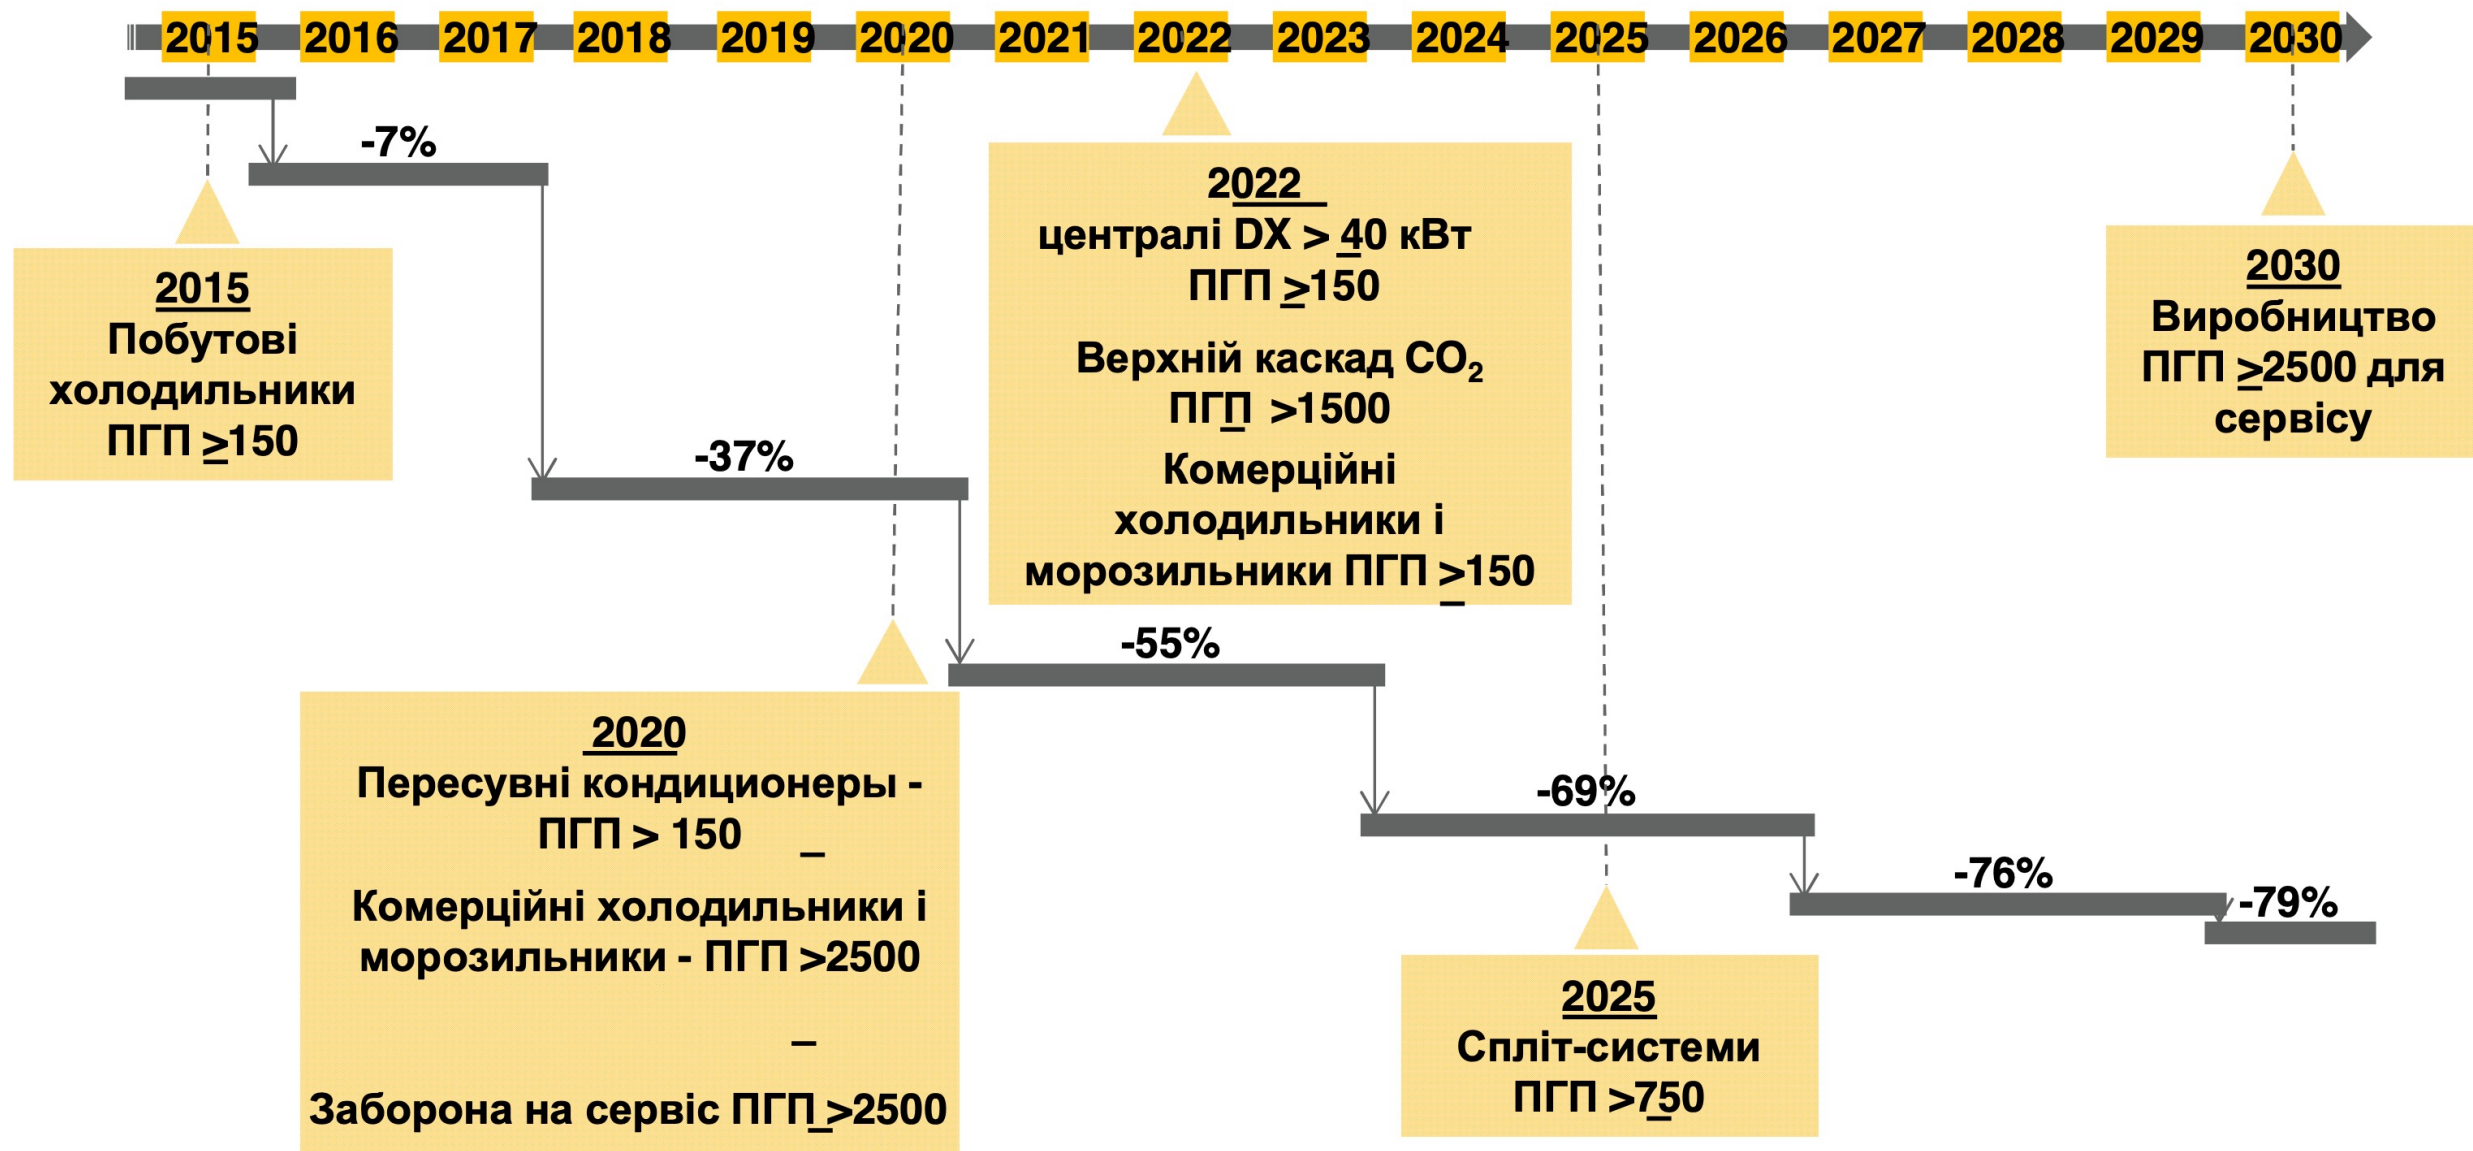 2015 2016 2017 2018 2019 2020 2021 2022 2023 2024 2025 2026 2027 2028 2029 2030
-7%
-37%
-55%
-69%
-76%
-79%
2015
Побутові
холодильники
ПГП ≥150
2020
Пересувні кондиционеры -
ПГП > 150 _
Комерційні холодильники і
морозильники - ПГП >2500
_
Заборона на сервіс ПГП_>2500
2022
централі DX > 40 кВт
ПГП ≥150
Верхній каскад CO₂
ПГП >1500
Комерційні
холодильники і
морозильники ПГП ≥150
2025
Спліт-системи
ПГП >750
2030
Виробництво
ПГП ≥2500 для
сервісу